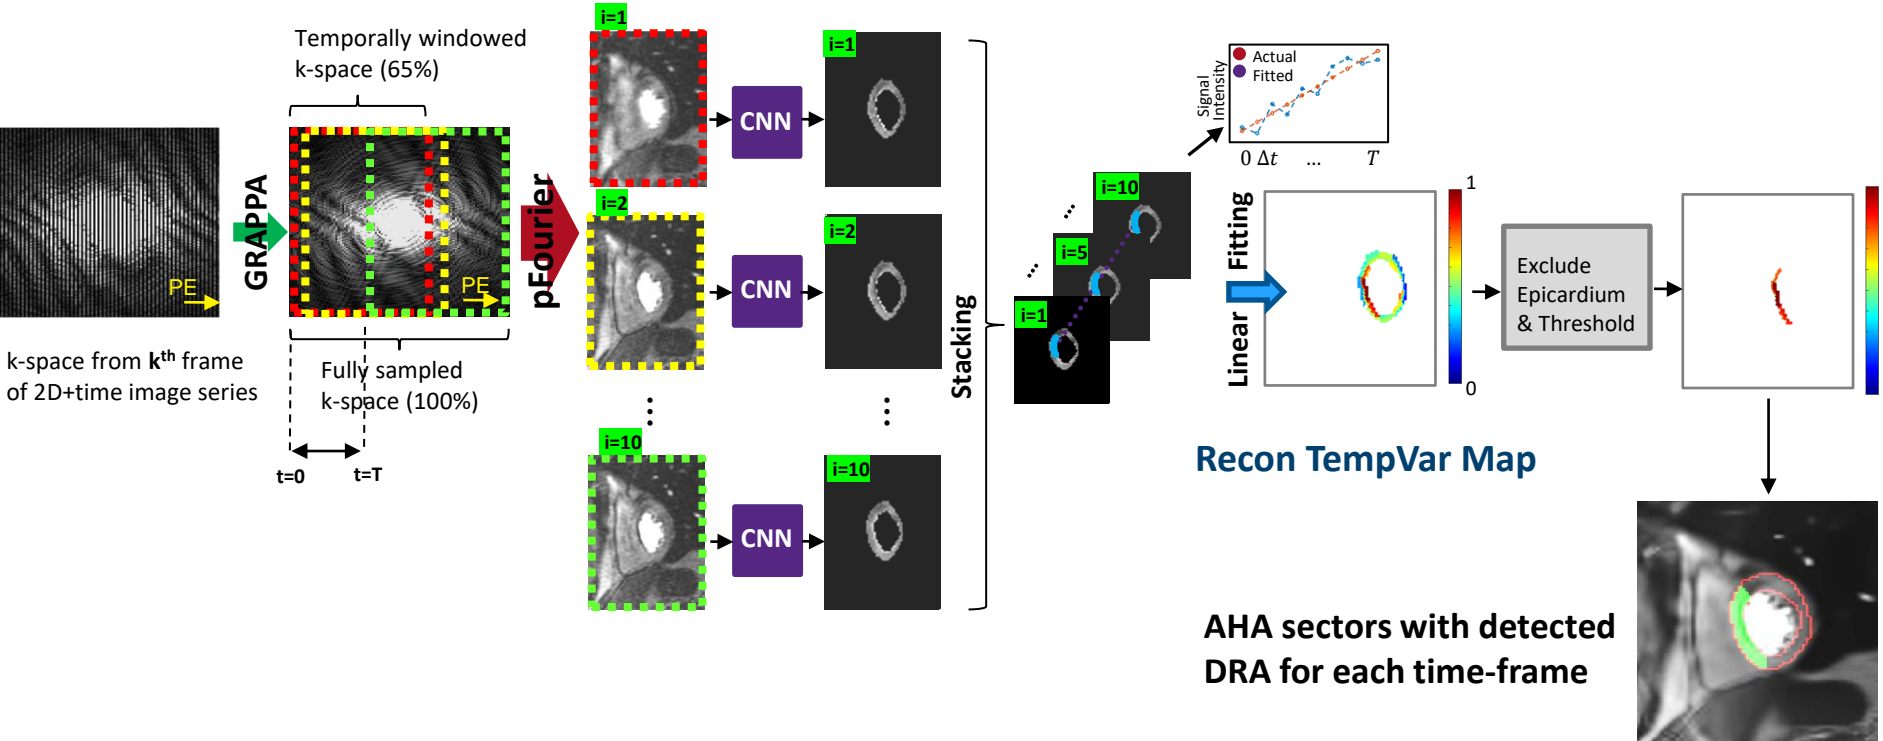 Temporally windowed
k-space (65%)
PE
k-space from kth frame
of 2D+time image series
GRAPPA
PE
Fully sampled
k-space (100%)
t=0
t=T
pFourier
i=1
CNN
i=1
i=2
CNN
i=2
i=10
CNN
i=10
Stacking
i=10
i=5
i=1
Signal
Intensity
Actual
Fitted
0 Δt ... T
Linear Fitting
1
0
Exclude
Epicardium
& Threshold
Recon TempVar Map
AHA sectors with detected
DRA for each time-frame